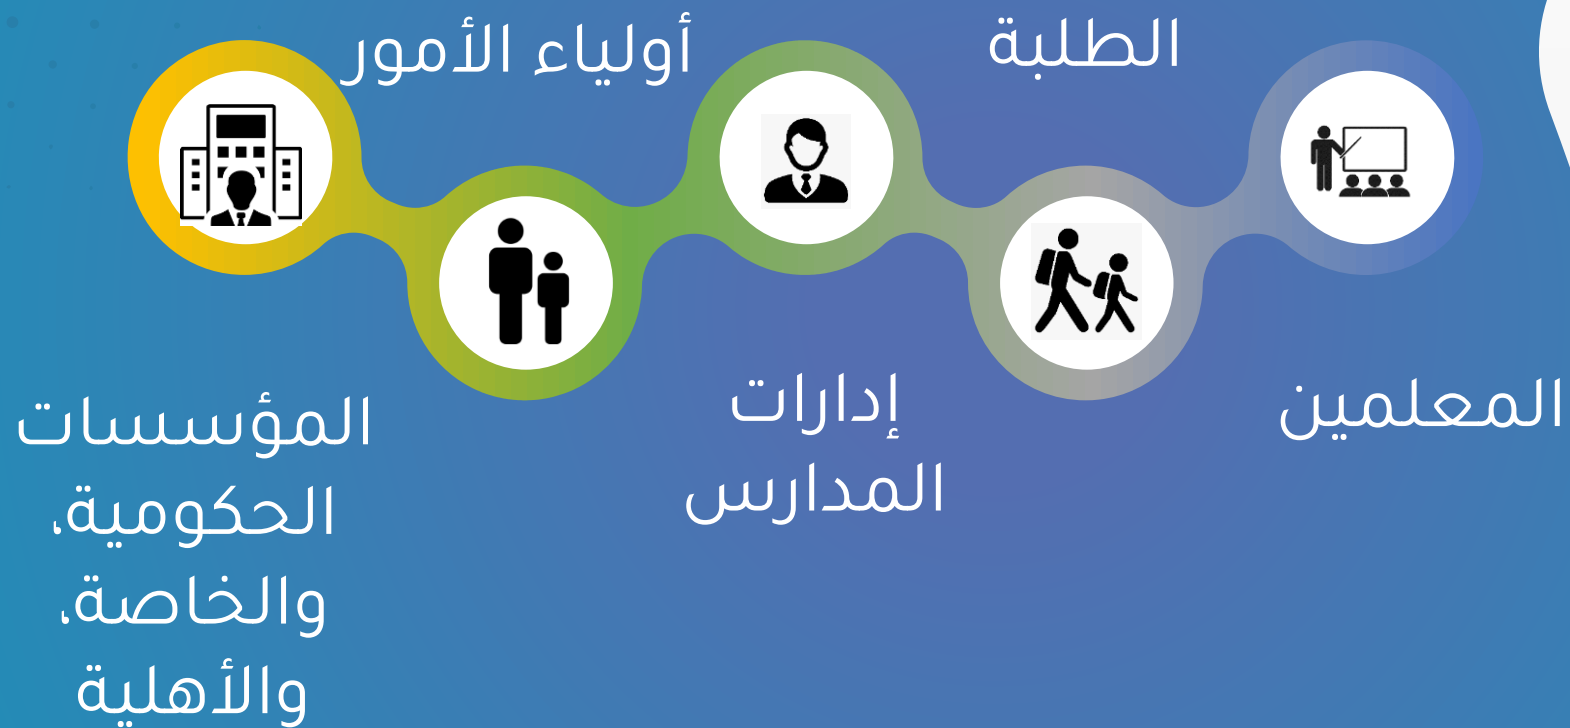 المعلمين
الطلبة
إدارات
المدارس
أولياء الأمور
المؤسسات
الحكومية،
والخاصة،
والأهلية